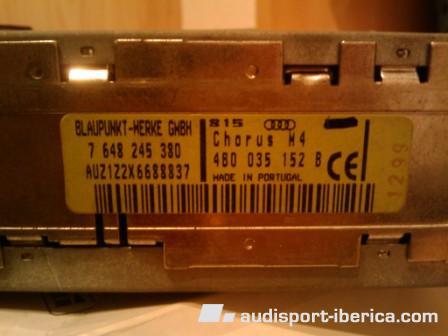 BLAUPUNKT-WERKE GMBH
7 648 245 380
AUZ1Z2X6688837
815
Chorus M4
4B0 035 152 B
MADE IN PORTUGAL
CE
1299
audisport-iberica.com